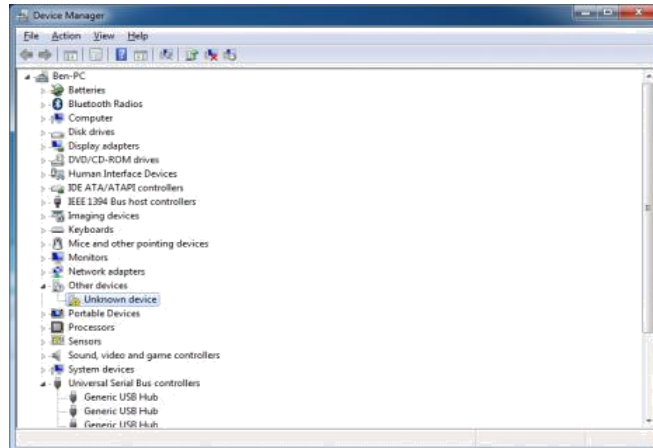 Device Manager
File Action View Help
Ben-PC
Batteries
Bluetooth Radios
Computer
Disk drives
Display adapters
DVD/CD-ROM drives
Human Interface Devices
IDE ATA/ATAPI controllers
IEEE 1394 Bus host controllers
Imaging devices
Keyboards
Mice and other pointing devices
Monitors
Network adapters
Other devices
Unknown device
Portable Devices
Processors
Sensors
Sound, video and game controllers
System devices
Universal Serial Bus controllers
Generic USB Hub
Generic USB Hub
Generic USB Hub